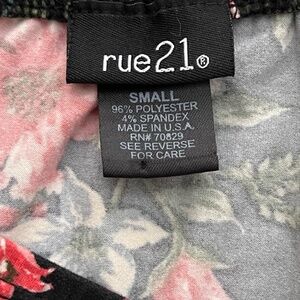 rue21®
SMALL
96% POLYESTER
4% SPANDEX
MADE IN U.S.A.
RN# 70829
SEE REVERSE
FOR CARE